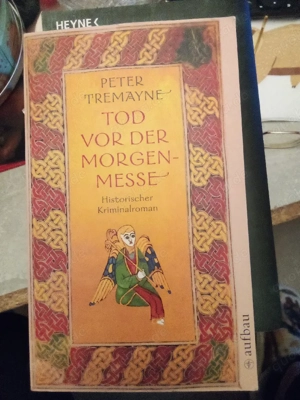 HEYNE
PETER
TREMAYNE
TOD
VOR DER
MORGEN-
MESSE
Historischer
Kriminalroman
aufbau